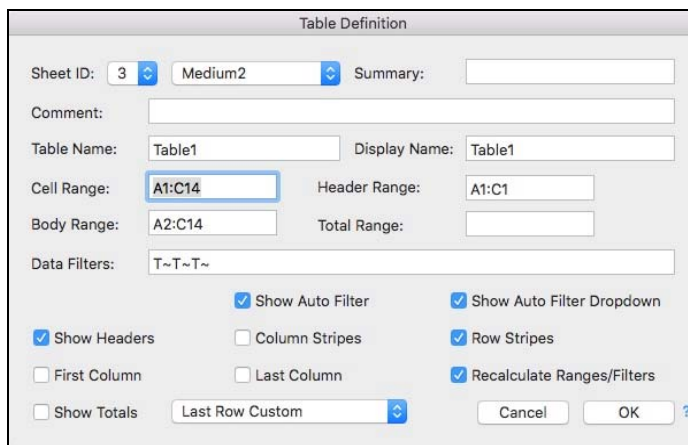 Table Definition
Sheet ID: 3 Medium2 Summary:
Comment:
Table Name: Table1 Display Name: Table1
Cell Range: A1:C14 Header Range: A1:C1
Body Range: A2:C14 Total Range:
Data Filters: T~T~T~
Show Auto Filter Show Auto Filter Dropdown
Show Headers Column Stripes Row Stripes
First Column Last Column Recalculate Ranges/Filters
Show Totals Last Row Custom Cancel OK ?